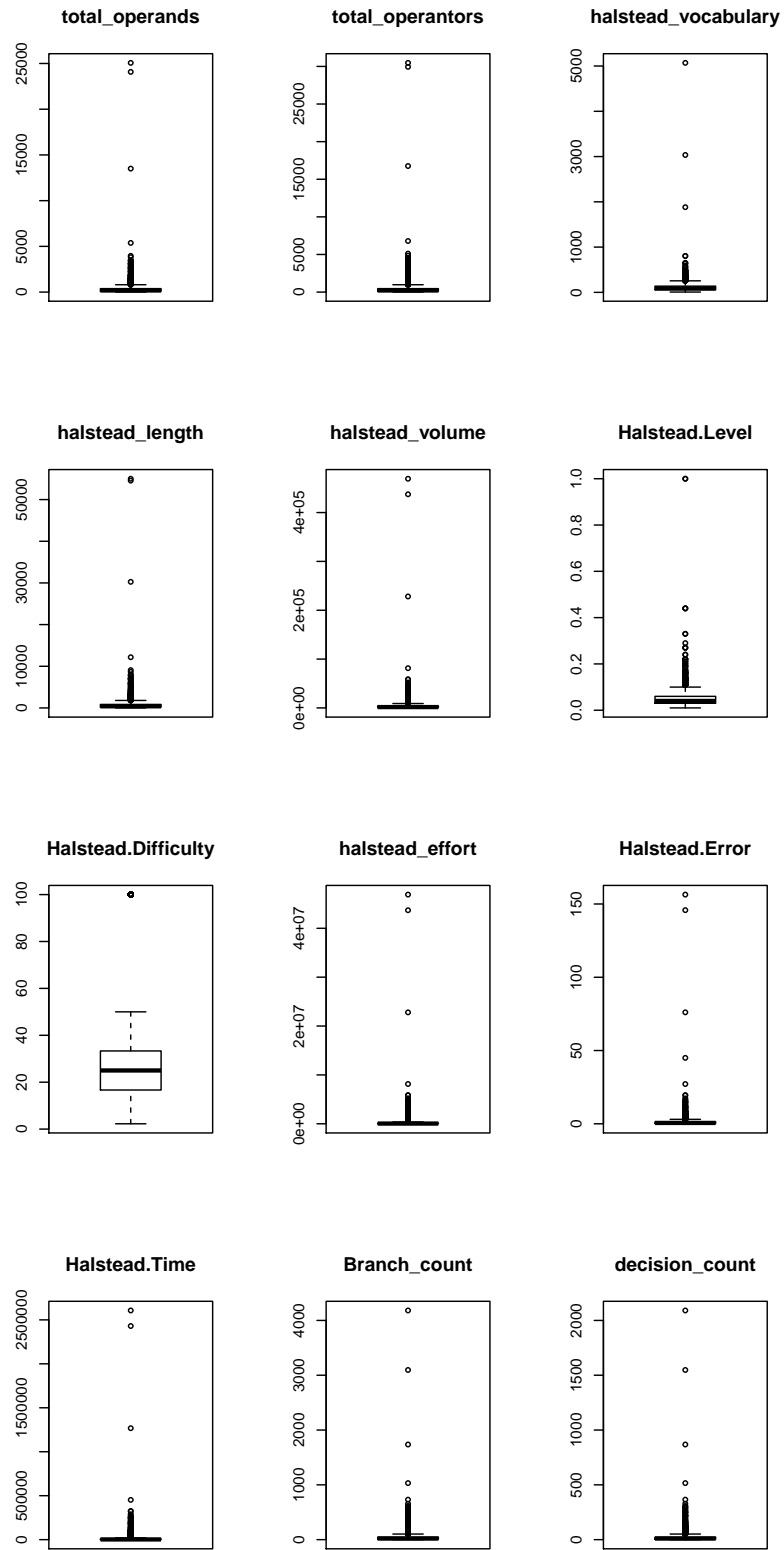 total_operands
total_operantors
halstead_vocabulary
0 5000 15000 25000
0 5000 15000 25000
0 1000 3000 5000
halstead_length
halstead_volume
Halstead.Level
0 10000 30000 50000
0e+00 2e+05 4e+05
0.0 0.2 0.4 0.6 0.8 1.0
Halstead.Difficulty
halstead_effort
Halstead.Error
0 20 40 60 80 100
0e+00 2e+07 4e+07
0 50 100 150
Halstead.Time
Branch_count
decision_count
0 500000 1500000 2500000
0 1000 2000 3000 4000
0 500 1000 1500 2000